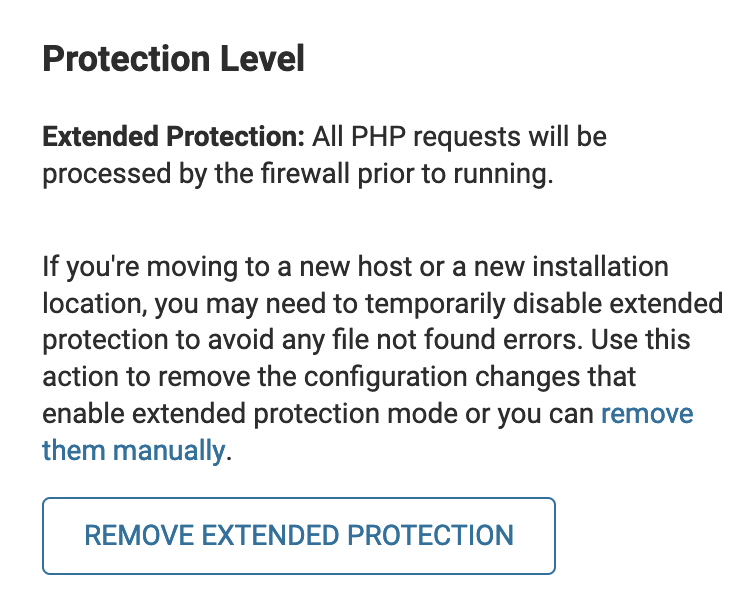 Protection Level
Extended Protection: All PHP requests will be
processed by the firewall prior to running.
If you're moving to a new host or a new installation
location, you may need to temporarily disable extended
protection to avoid any file not found errors. Use this
action to remove the configuration changes that
enable extended protection mode or you can remove
them manually.
REMOVE EXTENDED PROTECTION